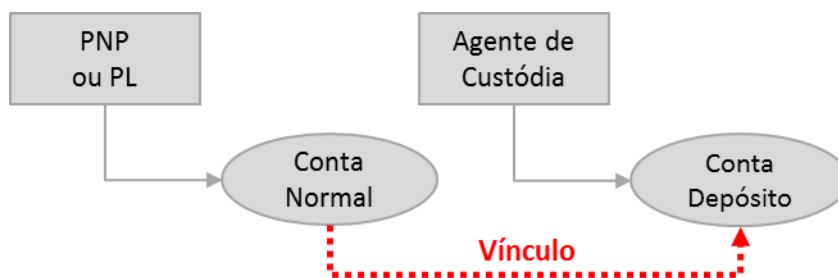 PNP
ou PL
Agente de
Custódia
Conta
Normal
Conta
Depósito
Vínculo